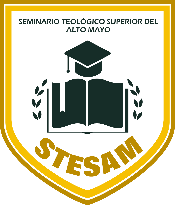 SEMINARIO TEOLÓGICO SUPERIOR DEL
ALTO MAYO
STESAM